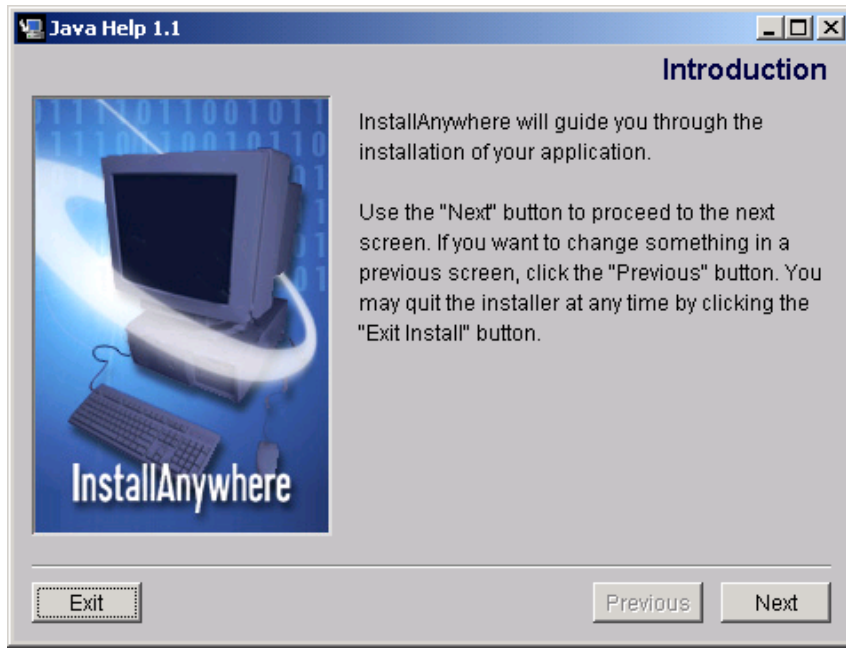 Java Help 1.1
Introduction
InstallAnywhere will guide you through the
installation of your application.
Use the "Next" button to proceed to the next
screen. If you want to change something in a
previous screen, click the "Previous" button. You
may quit the installer at any time by clicking the
"Exit Install" button.
InstallAnywhere
Exit
Previous
Next